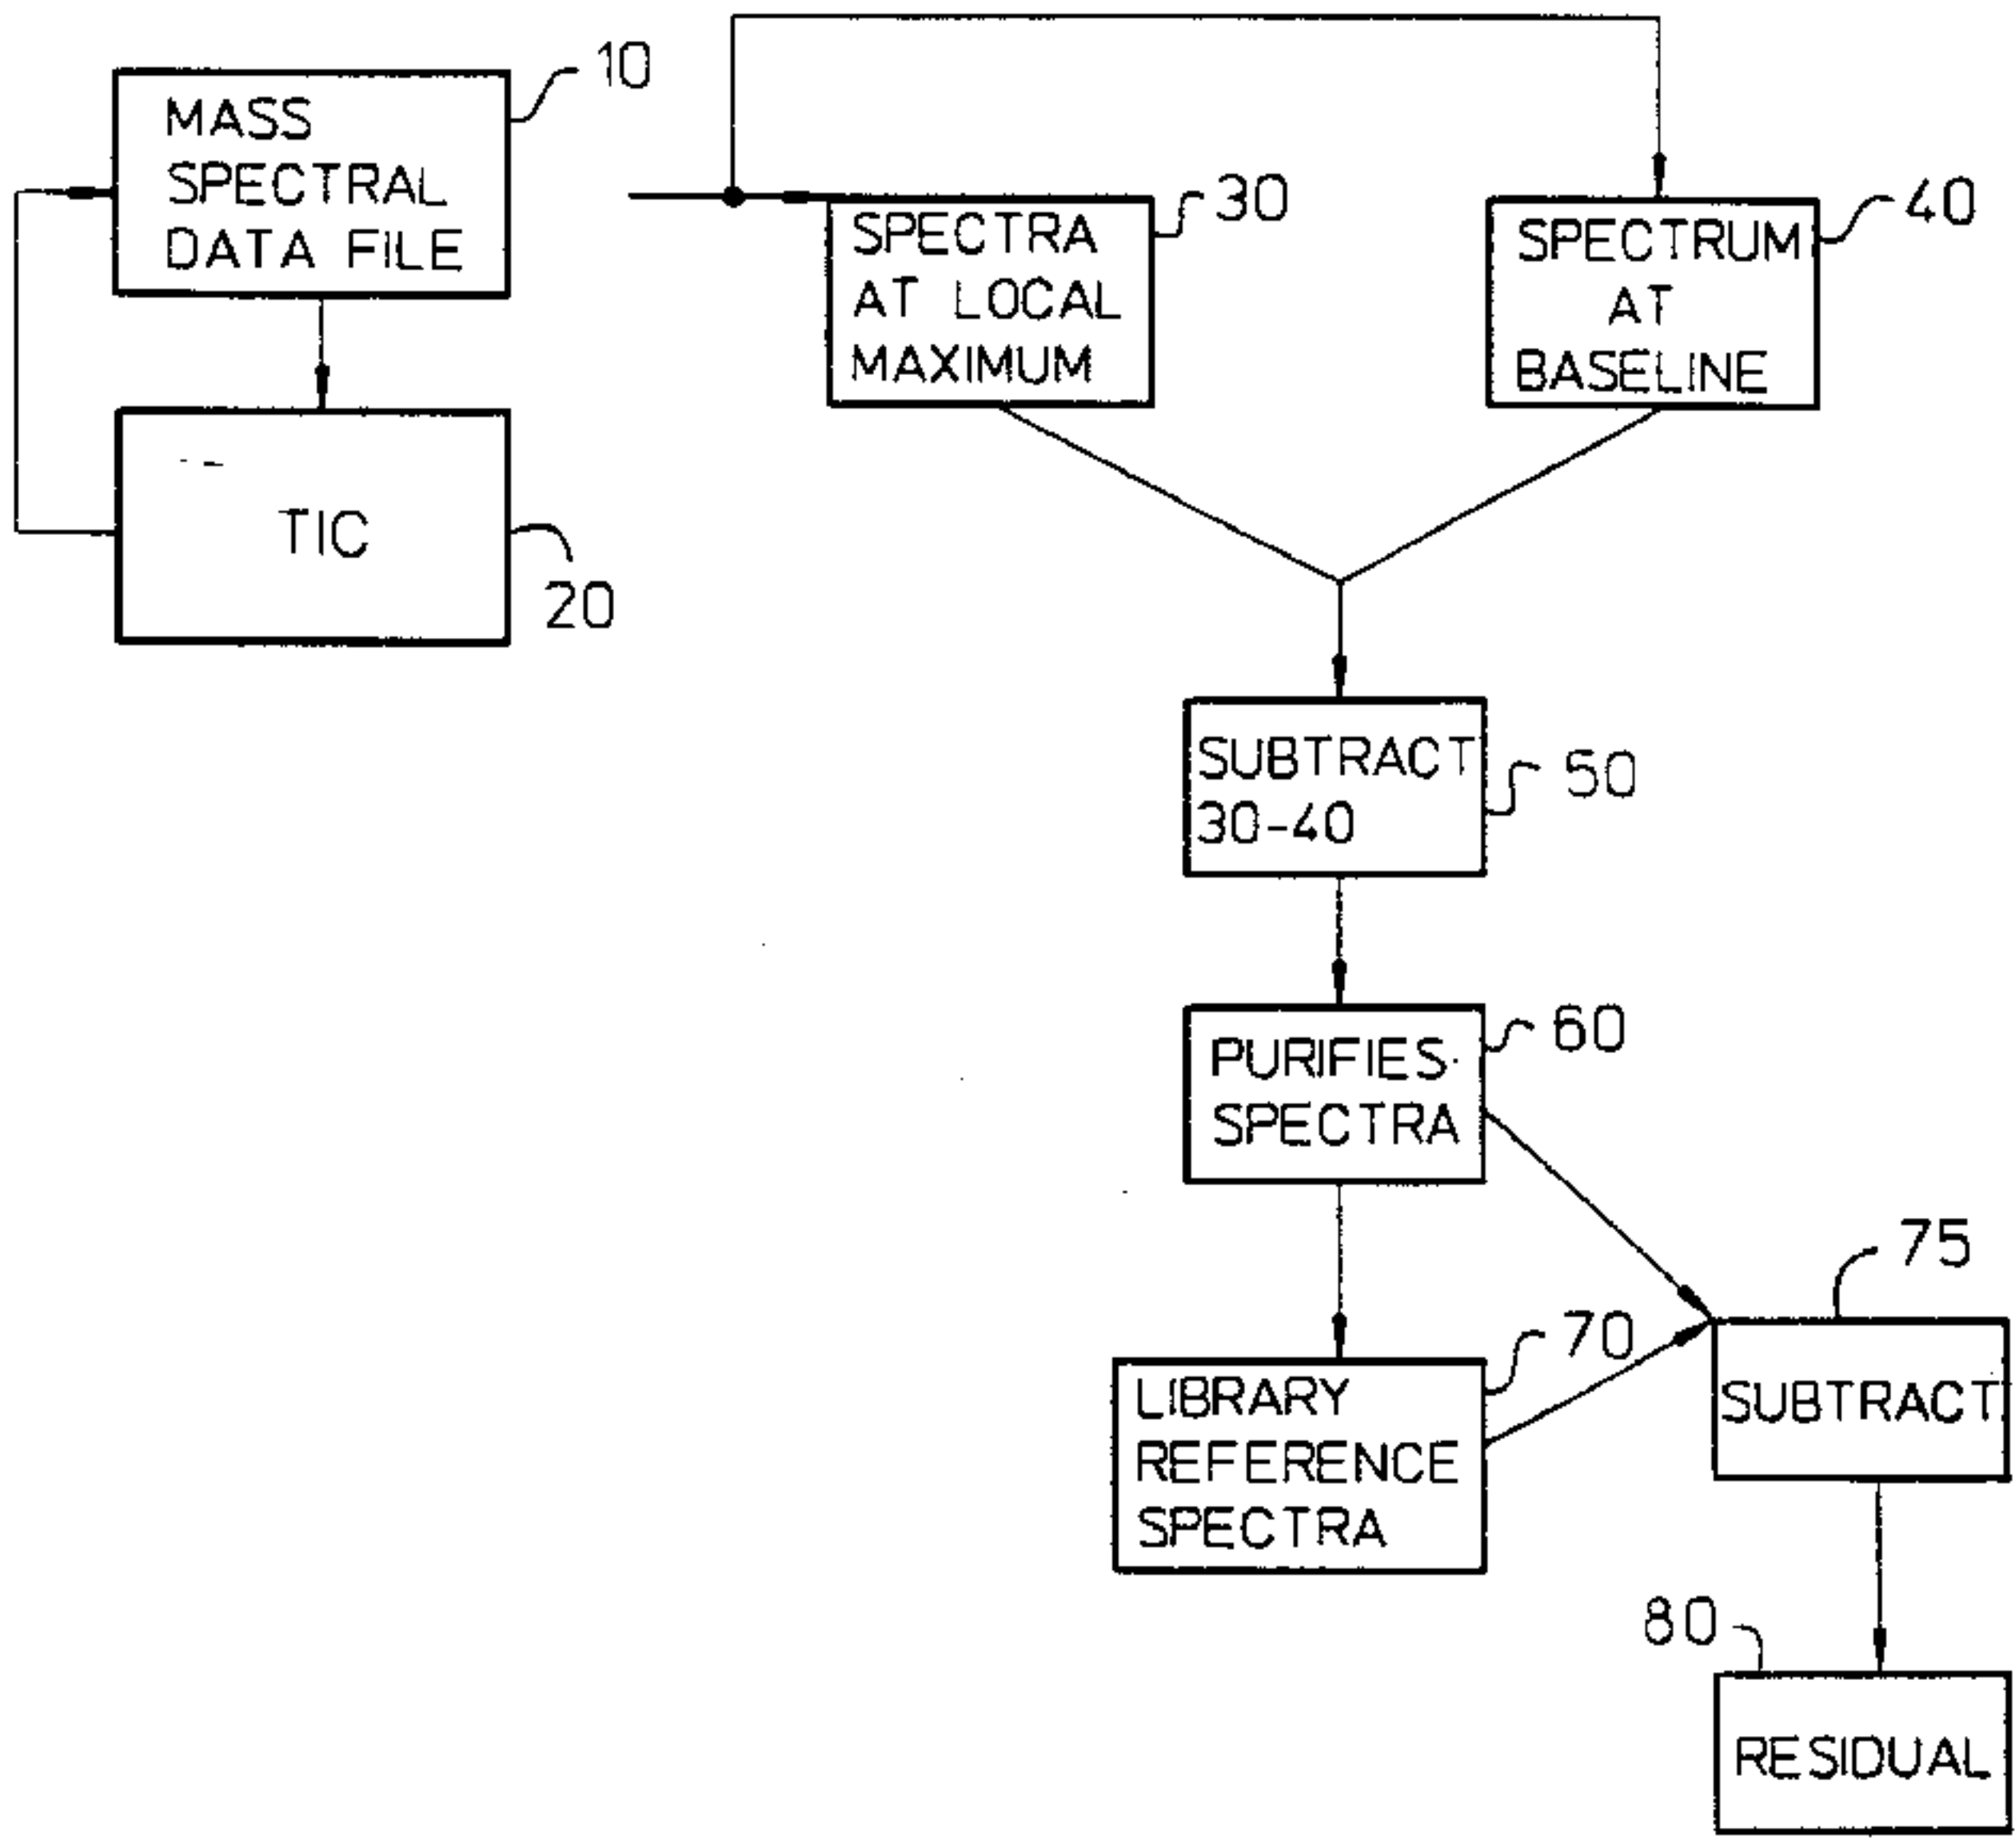 10
MASS
SPECTRAL
DATA FILE
TIC
20
30
SPECTRA
AT LOCAL
MAXIMUM
40
SPECTRUM
AT
BASELINE
SUBTRACT
30-40
50
PURIFIES
SPECTRA
60
LIBRARY
REFERENCE
SPECTRA
70
75
SUBTRACT
80
RESIDUAL